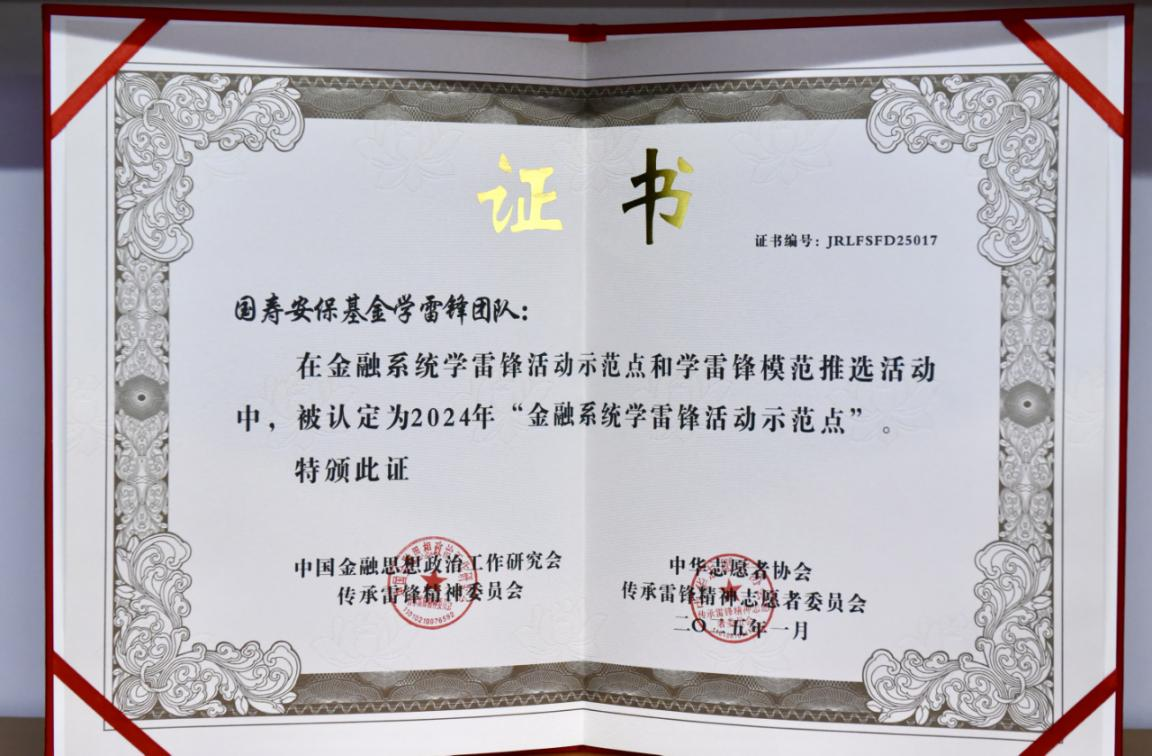 证书
证书编号：JRLFSFD25017
国寿安保基金学雷锋团队：
在金融系统学雷锋活动示范点和学雷锋模范推选活动
中，被认定为2024年“金融系统学雷锋活动示范点”。
特颁此证
中国金融思想政治工作研究会
传承雷锋精神委员会
中华志愿者协会
传承雷锋精神志愿者委员会
二〇二五年一月
11010210076592